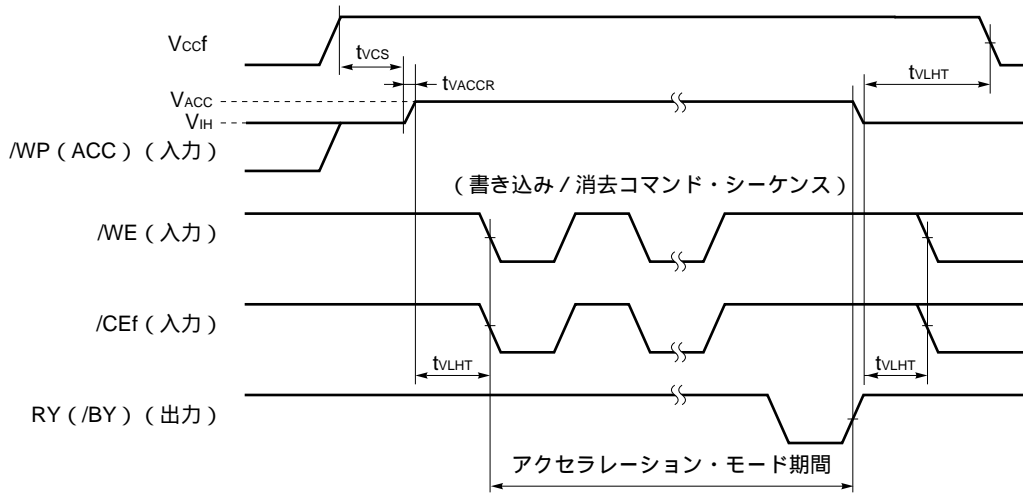 Vccf
tVCS
tVLHT
tVACCR
VACC
VIH
/WP（ACC）（入力）
（書き込み / 消去コマンド・シーケンス）
/WE（入力）
/CEf（入力）
tVLHT
tVLHT
RY（/BY）（出力）
アクセラレーション・モード期間